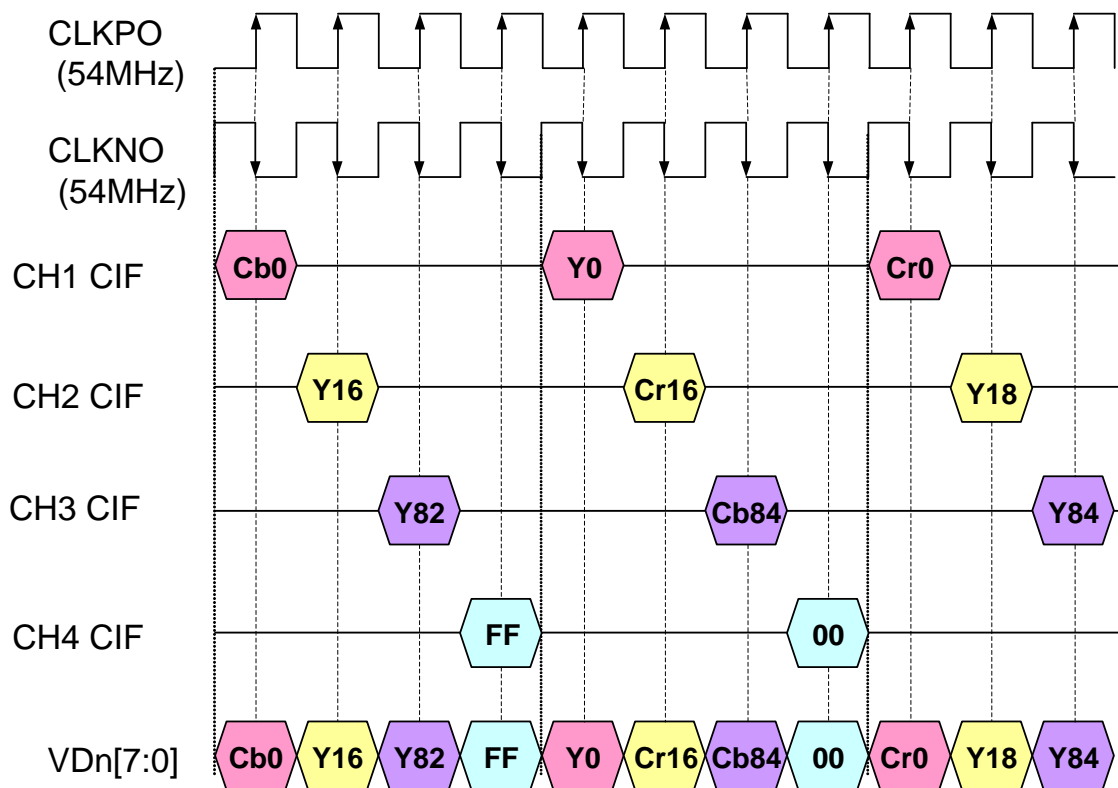 CLKPO
(54MHz)
CLKNO
(54MHz)
CH1 CIF
Cb0 Y0 Cr0
CH2 CIF
Y16 Cr16 Y18
CH3 CIF
Y82 Cb84 Y84
CH4 CIF
FF 00
VDn[7:0]
Cb0 Y16 Y82 FF Y0 Cr16 Cb84 00 Cr0 Y18 Y84